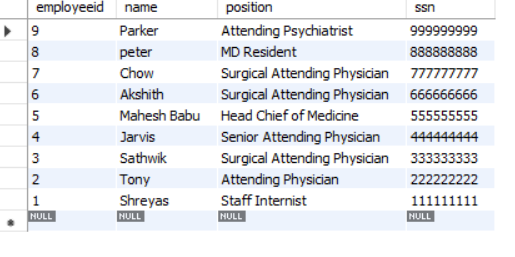 employeeid name position ssn
9 Parker Attending Psychiatrist 999999999
8 peter MD Resident 888888888
7 Chow Surgical Attending Physician 777777777
6 Akshith Surgical Attending Physician 666666666
5 Mahesh Babu Head Chief of Medicine 555555555
4 Jarvis Senior Attending Physician 444444444
3 Sathwik Surgical Attending Physician 333333333
2 Tony Attending Physician 222222222
1 Shreyas Staff Internist 111111111
NULL NULL NULL NULL